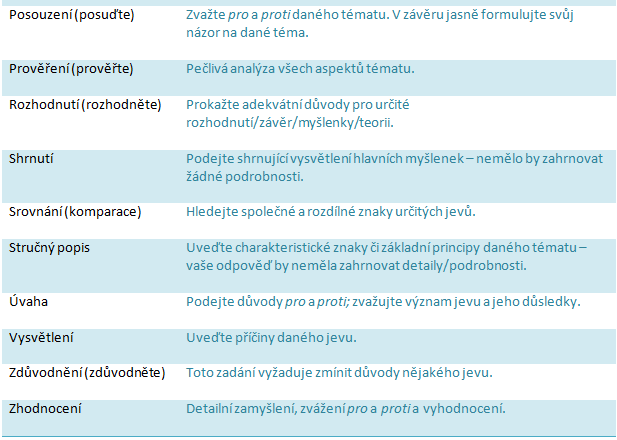 Posouzení (posuďte) Zvažte pro a proti daného tématu. V závěru jasně formulujte svůj
názor na dané téma.
Prověření (prověřte) Pečlivá analýza všech aspektů tématu.
Rozhodnutí (rozhodněte) Prokažte adekvátní důvody pro určité
rozhodnutí/závěr/myšlenky/teorii.
Shrnutí Podejte shrnující vysvětlení hlavních myšlenek – nemělo by zahrnovat
žádné podrobnosti.
Srovnání (komparace) Hledejte společné a rozdílné znaky určitých jevů.
Stručný popis Uveďte charakteristické znaky či základní principy daného tématu –
vaše odpověď by neměla zahrnovat detaily/podrobnosti.
Úvaha Podejte důvody pro a proti; zvažujte význam jevu a jeho důsledky.
Vysvětlení Uveďte příčiny daného jevu.
Zdůvodnění (zdůvodněte) Toto zadání vyžaduje zmínit důvody nějakého jevu.
Zhodnocení Detailní zamyšlení, zvážení pro a proti a vyhodnocení.